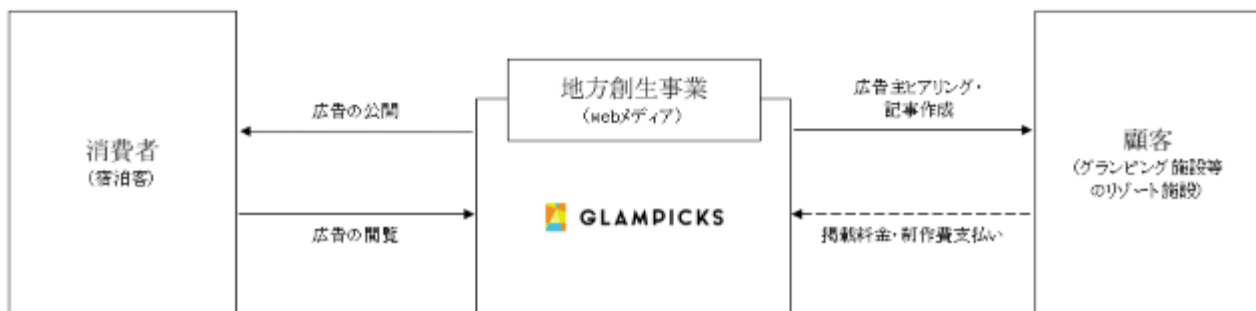 消費者
(宿泊客)
広告の公開
広告の閲覧
地方創生事業
(webメディア)
GLAMPICKS
広告主ヒアリング・
記事作成
掲載料金・制作費支払い
顧客
(グランピング施設等
のリゾート施設)